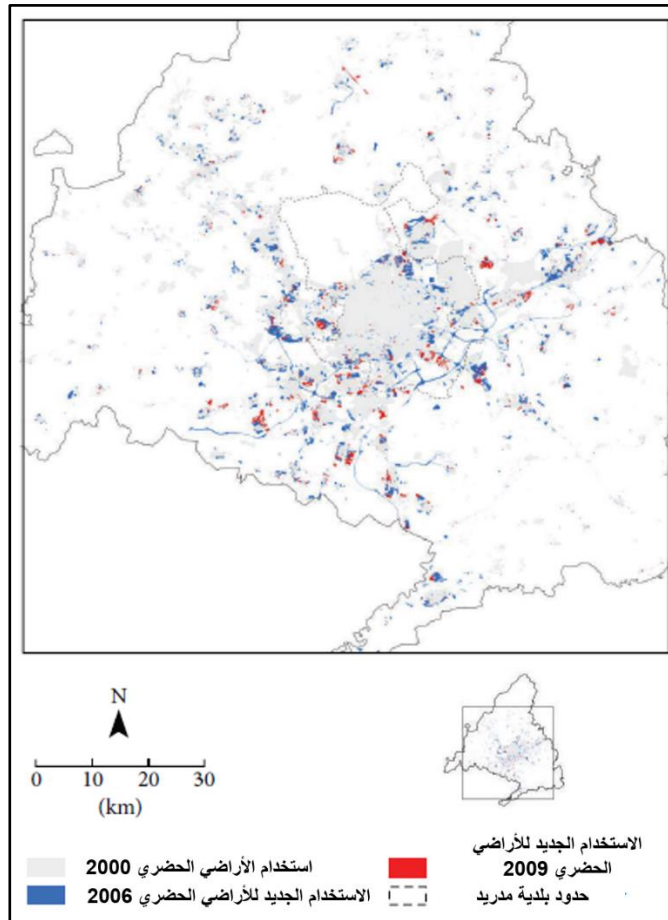 N
0 10 20 30
(km)
استخدام الأراضي الحضري 2000
الاستخدام الجديد للأراضي الحضري 2006
الاستخدام الجديد للأراضي
الحضري 2009
حدود بلدية مدريد